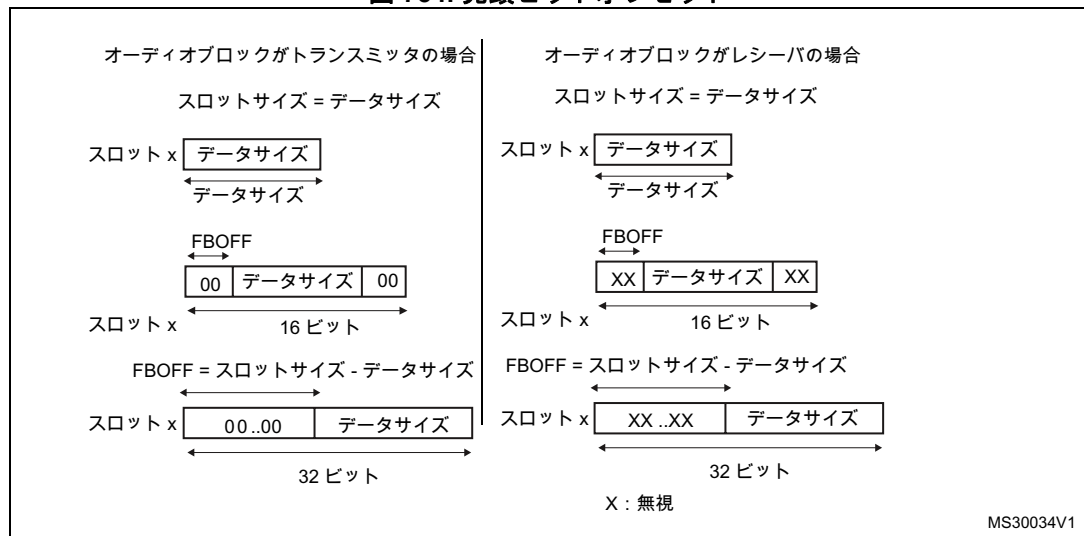 オーディオブロックがトランスミッタの場合
スロットサイズ = データサイズ
スロット x データサイズ
データサイズ
FBOFF
00 データサイズ 00
スロット x 16 ビット
FBOFF = スロットサイズ - データサイズ
スロット x 00..00 データサイズ
32 ビット
オーディオブロックがレシーバの場合
スロットサイズ = データサイズ
スロット x データサイズ
データサイズ
FBOFF
XX データサイズ XX
スロット x 16 ビット
FBOFF = スロットサイズ - データサイズ
スロット x XX ..XX データサイズ
32 ビット
X：無視
MS30034V1